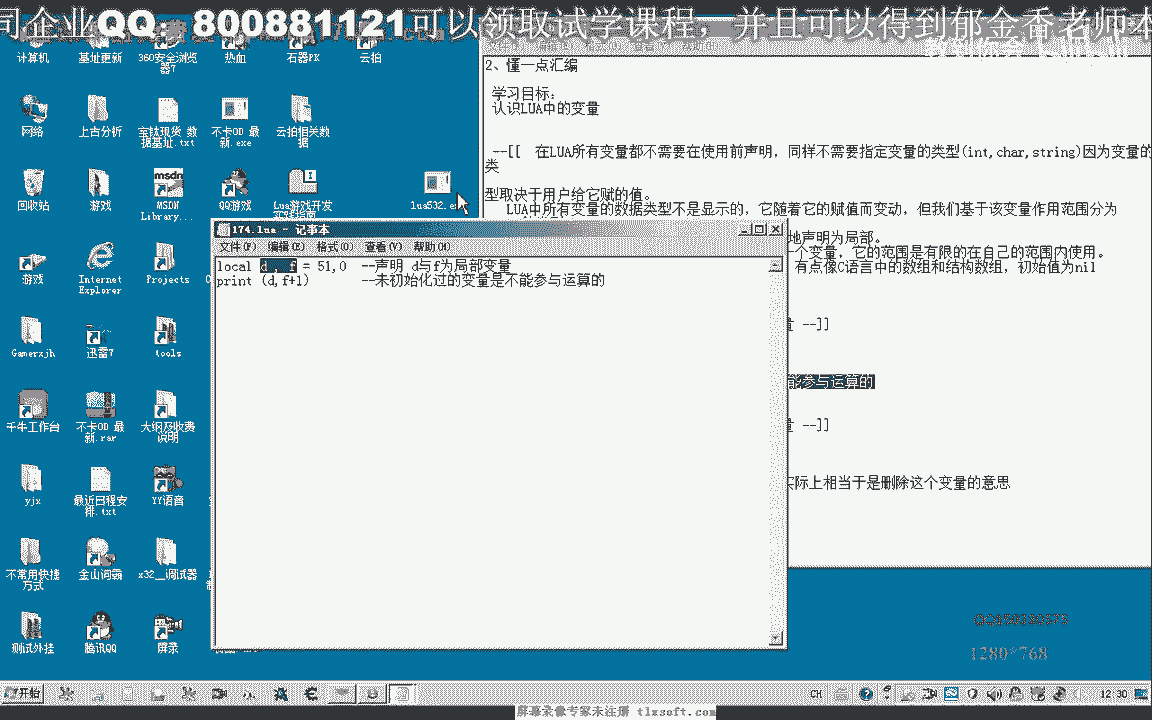 司企业QQ：800881121可以领取试学课程，并且可以得到郁金香老师本
计算机
基址更新
360安全浏览器7
热血
石器PK
云拍
网络
上古分析
数据基址.txt
不卡OD 最新.exe
云拍相关数据
回收站
游戏
MSDN Library...
QQ游戏
Lua游戏开发
游戏
Internet Explorer
Projects
Gamerxjh
迅雷7
tools
千牛工作台
不卡OD 最新.rar
大纲及收费说明
yjx
最近日程安排.txt
YY语音
不常用快捷方式
金山词霸
x32__调试器
测试外挂
腾讯QQ
屏录
2、懂一点汇编
学习目标：
认识LUA中的变量
--[[ 在LUA所有变量都不需要在使用前声明，同样不需要指定变量的类型(int,char,string)因为变量的类
型取决于用户给它赋的值。
LUA中所有变量的数据类型不是显示的，它随着它的赋值而变动，但我们基于该变量作用范围分为
地声明为局部。
个变量，它的范围是有限的在自己的范围内使用。
有点像C语言中的数组和结构数组，初始值为nil
量 --]]
能参与运算的
量 --]]
实际上相当于是删除这个变量的意思
174.lua - 记事本
文件(F) 编辑(E) 格式(O) 查看(V) 帮助(H)
local d , f = 51,0 --声明 d与f为局部变量
print (d,f+1) --未初始化过的变量是不能参与运算的
1280*768
开始
CH
12:30
屏幕录像专家未注册 tlxsoft.com